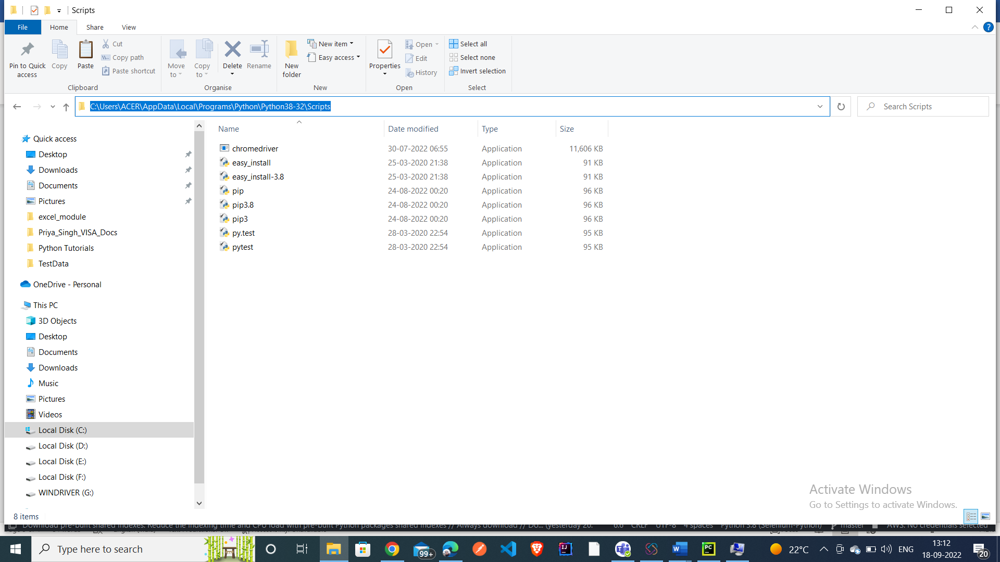 Scripts
File Home Share View
Pin to Quick access
Copy
Paste
Cut
Copy path
Paste shortcut
Clipboard
Move to
Copy to
Delete
Rename
Organise
New folder
New item
Easy access
New
Properties
Open
Edit
History
Open
Select all
Select none
Invert selection
Select
C:\Users\ACER\AppData\Local\Programs\Python\Python38-32\Scripts
Search Scripts
Name Date modified Type Size
chromedriver 30-07-2022 06:55 Application 11,606 KB
easy_install 25-03-2020 21:38 Application 91 KB
easy_install-3.8 25-03-2020 21:38 Application 91 KB
pip 24-08-2022 00:20 Application 96 KB
pip3.8 24-08-2022 00:20 Application 96 KB
pip3 24-08-2022 00:20 Application 96 KB
py.test 28-03-2020 22:54 Application 95 KB
pytest 28-03-2020 22:54 Application 95 KB
Quick access
Desktop
Downloads
Documents
Pictures
excel_module
Priya_Singh_VISA_Docs
Python Tutorials
TestData
OneDrive - Personal
This PC
3D Objects
Desktop
Documents
Downloads
Music
Pictures
Videos
Local Disk (C:)
Local Disk (D:)
Local Disk (E:)
Local Disk (F:)
WINDRIVER (G:)
Activate Windows
Go to Settings to activate Windows.
8 items
Download pre-built shared indexes: Reduce the indexing time and CPU load with pre-built Python packages shared indexes // Always download // Do... (yesterday 20: 6:6 CRLF UTF-8 4 spaces Python 3.8 (Selenium-Python) master AWS: No credentials selected
Type here to search
99+
IJ
PC
22°C
ENG
13:12
18-09-2022
20